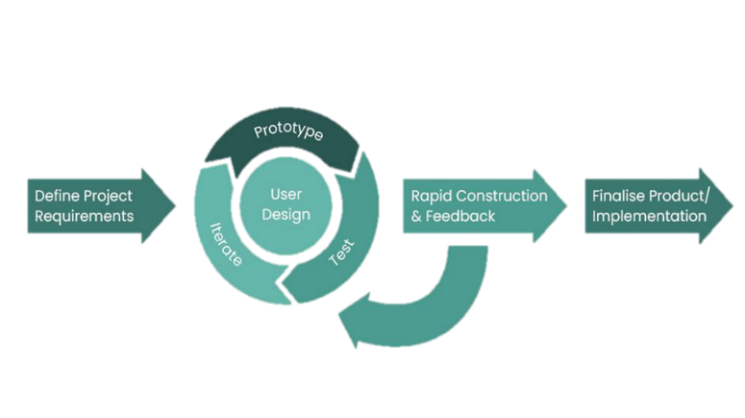 Define Project
Requirements
Prototype
User
Design
Iterate
Test
Rapid Construction
& Feedback
Finalise Product/
Implementation